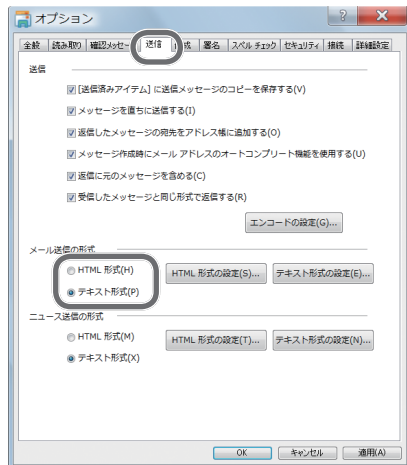 オプション
全般 読み取り 確認メッセー 送信 署名 スペル チェック セキュリティ 接続 詳細設定
送信
[送信済みアイテム] に送信メッセージのコピーを保存する(V)
メッセージを直ちに送信する(I)
返信したメッセージの宛先をアドレス帳に追加する(O)
メッセージ作成時にメール アドレスのオートコンプリート機能を使用する(U)
返信に元のメッセージを含める(C)
受信したメッセージと同じ形式で返信する(R)
エンコードの設定(G)...
メール送信の形式
HTML 形式(H) HTML 形式の設定(S)... テキスト形式の設定(E)...
テキスト形式(P)
ニュース送信の形式
HTML 形式(M) HTML 形式の設定(T)... テキスト形式の設定(N)...
テキスト形式(X)
OK キャンセル 適用(A)